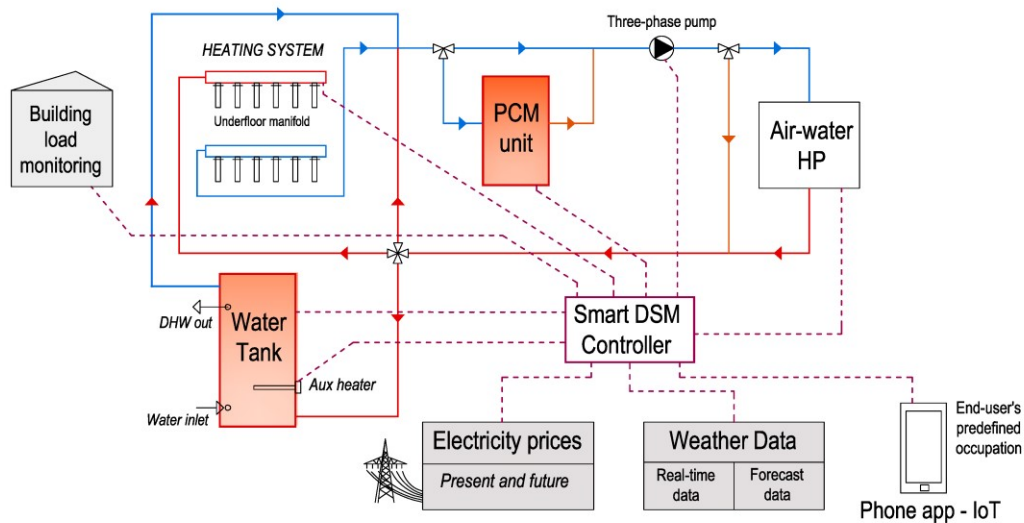 Three-phase pump
HEATING SYSTEM
Underfloor manifold
Building
load
monitoring
PCM
unit
Air-water
HP
DHW out
Water
Tank
Aux heater
Water inlet
Smart DSM
Controller
Electricity prices
Present and future
Weather Data
Real-time
data
Forecast
data
End-user's
predefined
occupation
Phone app - IoT